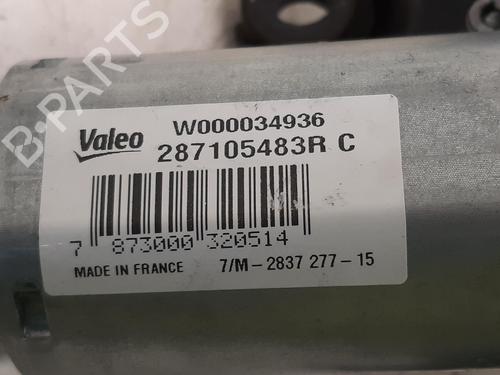 B-PARTS
Valeo
W000034936
287105483R C
7 873000 320514
MADE IN FRANCE 7/M-2837 277-15